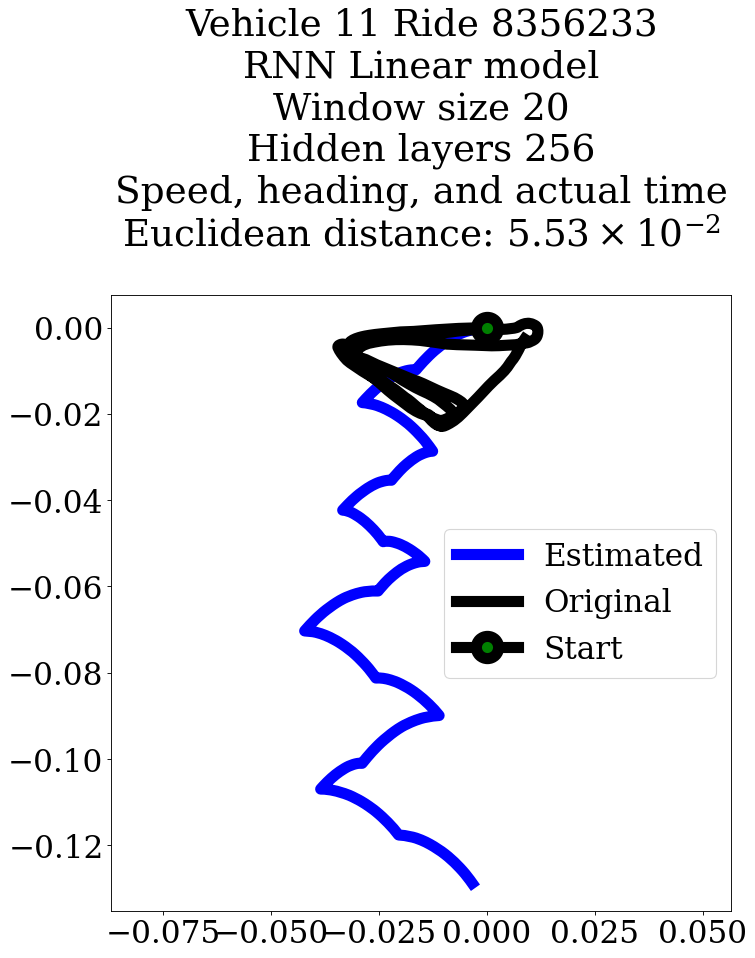 Vehicle 11 Ride 8356233
RNN Linear model
Window size 20
Hidden layers 256
Speed, heading, and actual time
Euclidean distance: 5.53 × 10⁻²
0.00
−0.02
−0.04
−0.06
−0.08
−0.10
−0.12
Estimated
Original
Start
−0.075 −0.050 −0.025 0.000 0.025 0.050